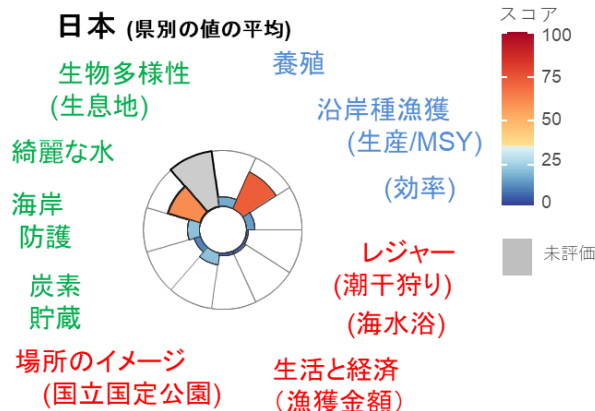 日本 (県別の値の平均)
スコア
100
75
50
25
0
未評価
養殖
沿岸種漁獲
(生産/MSY)
(効率)
レジャー
(潮干狩り)
(海水浴)
生活と経済
(漁獲金額)
場所のイメージ
(国立国定公園)
炭素
貯蔵
海岸
防護
綺麗な水
生物多様性
(生息地)